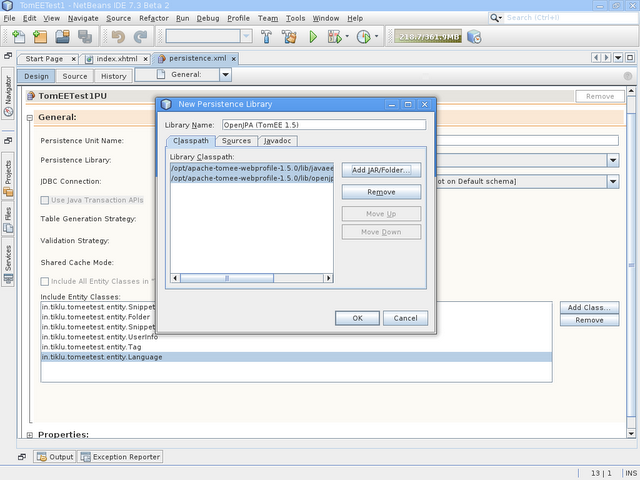 TomEETest1 - NetBeans IDE 7.3 Beta 2
File Edit View Navigate Source Refactor Run Debug Profile Team Tools Window Help
Search (Ctrl+I)
Start Page
index.xhtml
persistence.xml
Design Source History General:
TomEETest1PU
Remove
General:
Persistence Unit Name:
Persistence Library:
JDBC Connection:
ot on Default schema]
Use Java Transaction APIs
Table Generation Strategy:
Validation Strategy:
Shared Cache Mode:
Include All Entity Classes in "
Include Entity Classes:
in.tiklu.tomeetest.entity.Snippet
in.tiklu.tomeetest.entity.Folder
in.tiklu.tomeetest.entity.Snippet
in.tiklu.tomeetest.entity.UserInfo
in.tiklu.tomeetest.entity.Tag
in.tiklu.tomeetest.entity.Language
Add Class...
Remove
Properties:
New Persistence Library
Library Name: OpenJPA (TomEE 1.5)
Classpath Sources Javadoc
Library Classpath:
/opt/apache-tomee-webprofile-1.5.0/lib/javaee
/opt/apache-tomee-webprofile-1.5.0/lib/openjp
Add JAR/Folder...
Remove
Move Up
Move Down
OK Cancel
Navigator
Projects
Files
Services
Output Exception Reporter
13 | 1 INS